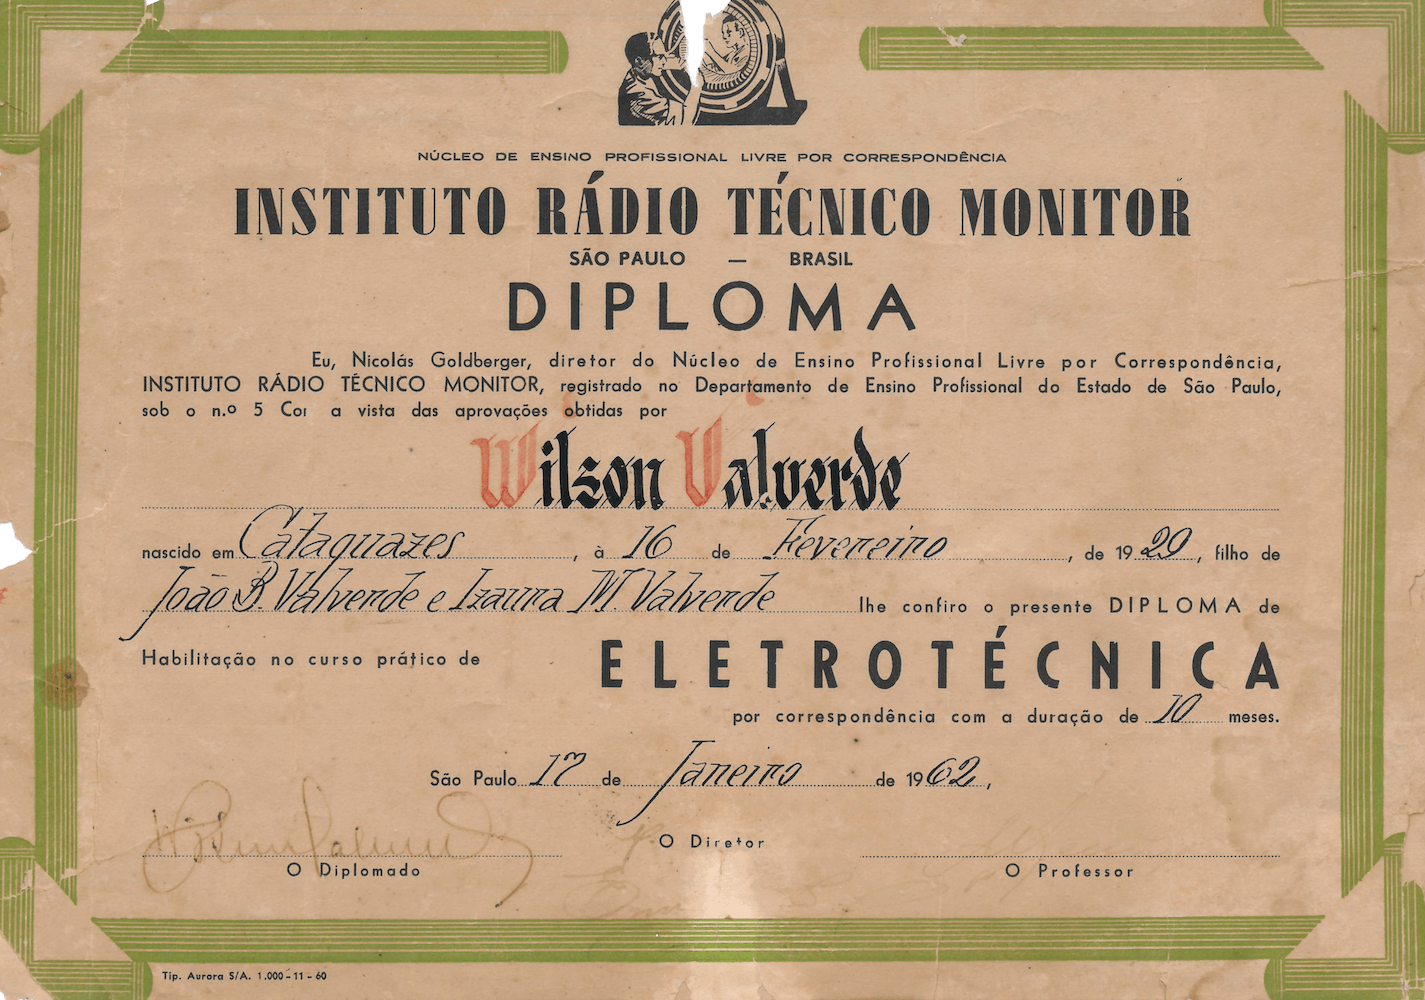 NÚCLEO DE ENSINO PROFISSIONAL LIVRE POR CORRESPONDÊNCIA
INSTITUTO RÁDIO TÉCNICO MONITOR
SÃO PAULO — BRASIL
DIPLOMA
Eu, Nicolás Goldberger, diretor do Núcleo de Ensino Profissional Livre por Correspondência,
INSTITUTO RÁDIO TÉCNICO MONITOR, registrado no Departamento de Ensino Profissional do Estado de São Paulo,
sob o n.o 5 Cor a vista das aprovações obtidas por
Wilson Valverde
nascido em Cataguazes, à 16 de Fevereiro, de 1929, filho de
João B. Valverde e Izaura M. Valverde lhe confiro o presente DIPLOMA de
Habilitação no curso prático de ELETROTÉCNICA
por correspondência com a duração de 10 meses.
São Paulo 17 de Janeiro de 1962,
O Diretor
O Diplomado O Professor
Tip. Aurora S/A. 1.000-11-60